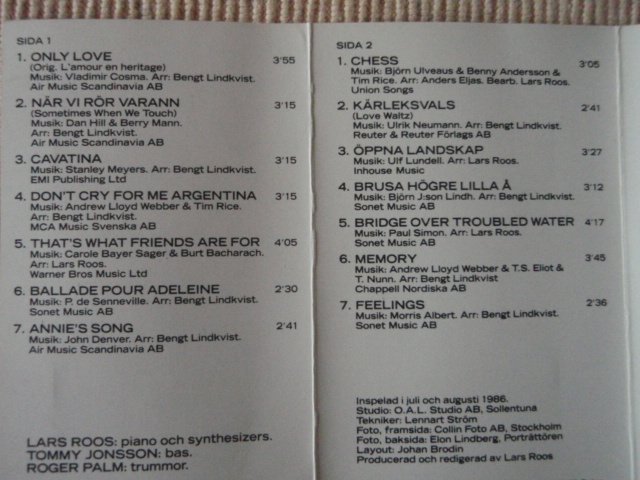 SIDA 1
1. ONLY LOVE 3'55
(Orig. L'amour en heritage)
Musik: Vladimir Cosma. Arr: Bengt Lindkvist.
Air Music Scandinavia AB
2. NÄR VI RÖR VARANN 3'15
(Sometimes When We Touch)
Musik: Dan Hill & Berry Mann.
Arr: Bengt Lindkvist.
Air Music Scandinavia AB
3. CAVATINA 3'15
Musik: Stanley Meyers. Arr: Bengt Lindkvist.
EMI Publishing Ltd
4. DON'T CRY FOR ME ARGENTINA 3'15
Musik: Andrew Lloyd Webber & Tim Rice.
Arr: Bengt Lindkvist.
MCA Music Svenska AB
5. THAT'S WHAT FRIENDS ARE FOR 4'05
Musik: Carole Bayer Sager & Burt Bacharach.
Arr: Lars Roos.
Warner Bros Music Ltd
6. BALLADE POUR ADELEINE 2'30
Musik: P. de Senneville. Arr: Bengt Lindkvist.
Sonet Music AB
7. ANNIE'S SONG 2'41
Musik: John Denver. Arr: Bengt Lindkvist.
Air Music Scandinavia AB
LARS ROOS: piano och synthesizers.
TOMMY JONSSON: bas.
ROGER PALM: trummor.
SIDA 2
1. CHESS 3'05
Musik: Björn Ulveaus & Benny Andersson &
Tim Rice. Arr: Anders Eljas. Bearb. Lars Roos.
Union Songs
2. KÄRLEKSVALS 2'41
(Love Waltz)
Musik: Ulrik Neumann. Arr: Bengt Lindkvist.
Reuter & Reuter Förlags AB
3. ÖPPNA LANDSKAP 3'27
Musik: Ulf Lundell. Arr: Lars Roos.
Inhouse Music
4. BRUSA HÖGRE LILLA Å 3'12
Musik: Björn J:son Lindh. Arr: Bengt Lindkvist.
Sonet Music AB
5. BRIDGE OVER TROUBLED WATER 4'17
Musik: Paul Simon. Arr: Lars Roos.
Sonet Music AB
6. MEMORY 3'45
Musik: Andrew Lloyd Webber & T.S. Eliot &
T. Nunn. Arr: Bengt Lindkvist
Chappell Nordiska AB
7. FEELINGS 2'36
Musik: Morris Albert. Arr: Bengt Lindkvist.
Sonet Music AB
Inspelad i juli och augusti 1986.
Studio: O.A.L. Studio AB, Sollentuna
Tekniker: Lennart Ström
Foto, framsida: Collin Foto AB, Stockholm
Foto, baksida: Elon Lindberg, Porträttören
Layout: Johan Brodin
Producerad och redigerad av Lars Roos